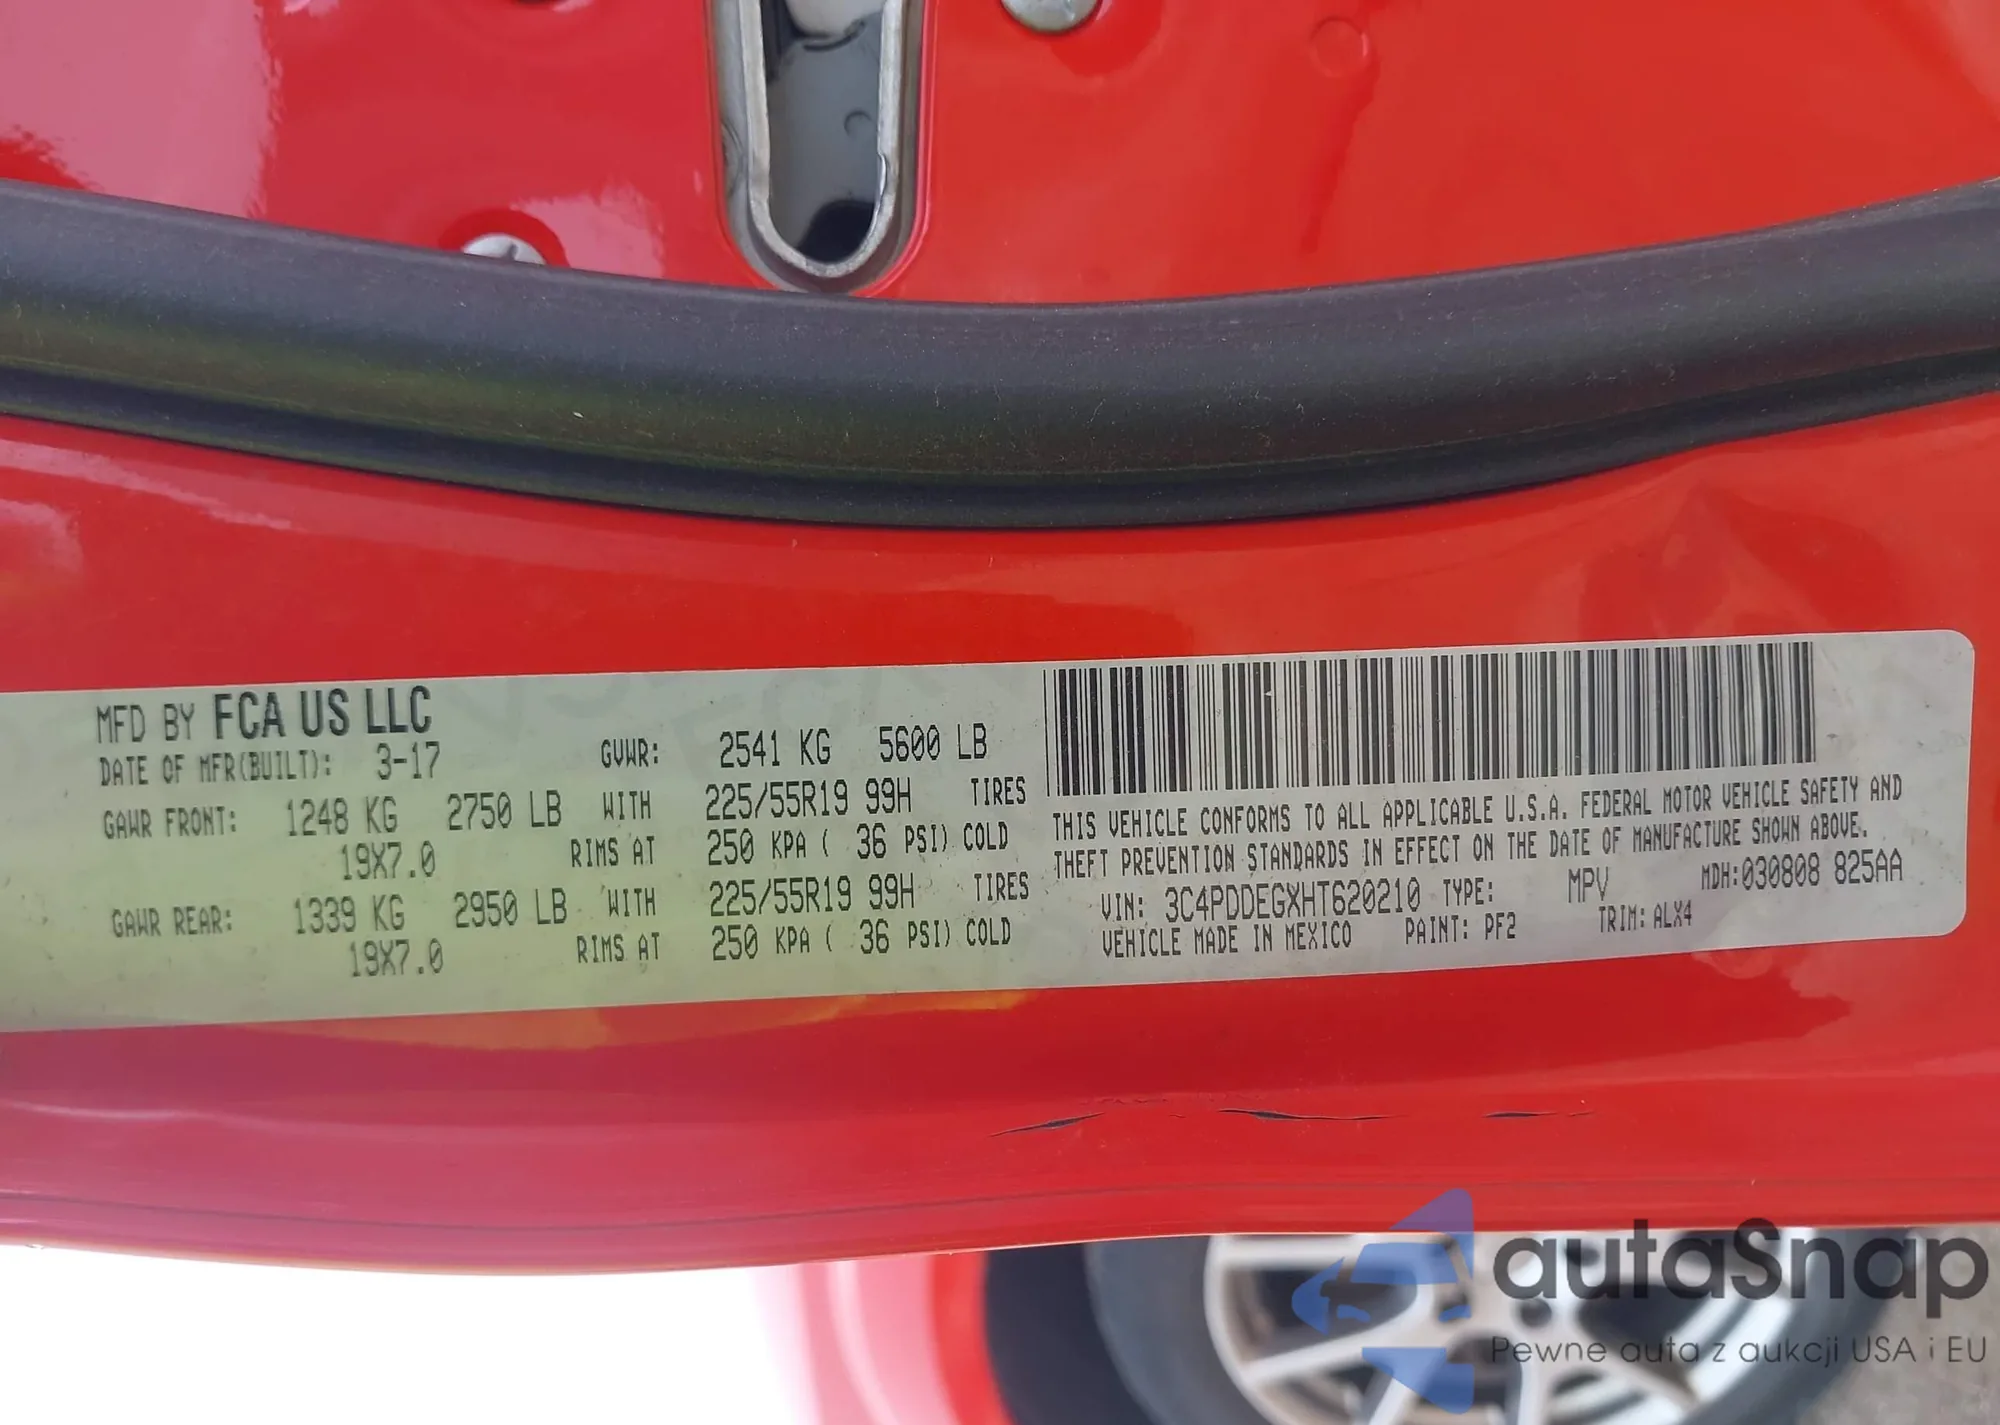 MFD BY FCA US LLC
DATE OF MFR(BUILT): 3-17 GVWR: 2541 KG 5600 LB
GAWR FRONT: 1248 KG 2750 LB WITH 225/55R19 99H TIRES
19X7.0 RIMS AT 250 KPA ( 36 PSI) COLD
GAWR REAR: 1339 KG 2950 LB WITH 225/55R19 99H TIRES
19X7.0 RIMS AT 250 KPA ( 36 PSI) COLD
THIS VEHICLE CONFORMS TO ALL APPLICABLE U.S.A. FEDERAL MOTOR VEHICLE SAFETY AND
THEFT PREVENTION STANDARDS IN EFFECT ON THE DATE OF MANUFACTURE SHOWN ABOVE.
VIN: 3C4PDDEGXHT620210 TYPE: MPV MDH:030808 825AA
VEHICLE MADE IN MEXICO PAINT: PF2 TRIM: ALX4
autaSnap
Pewne auta z aukcji USA i EU